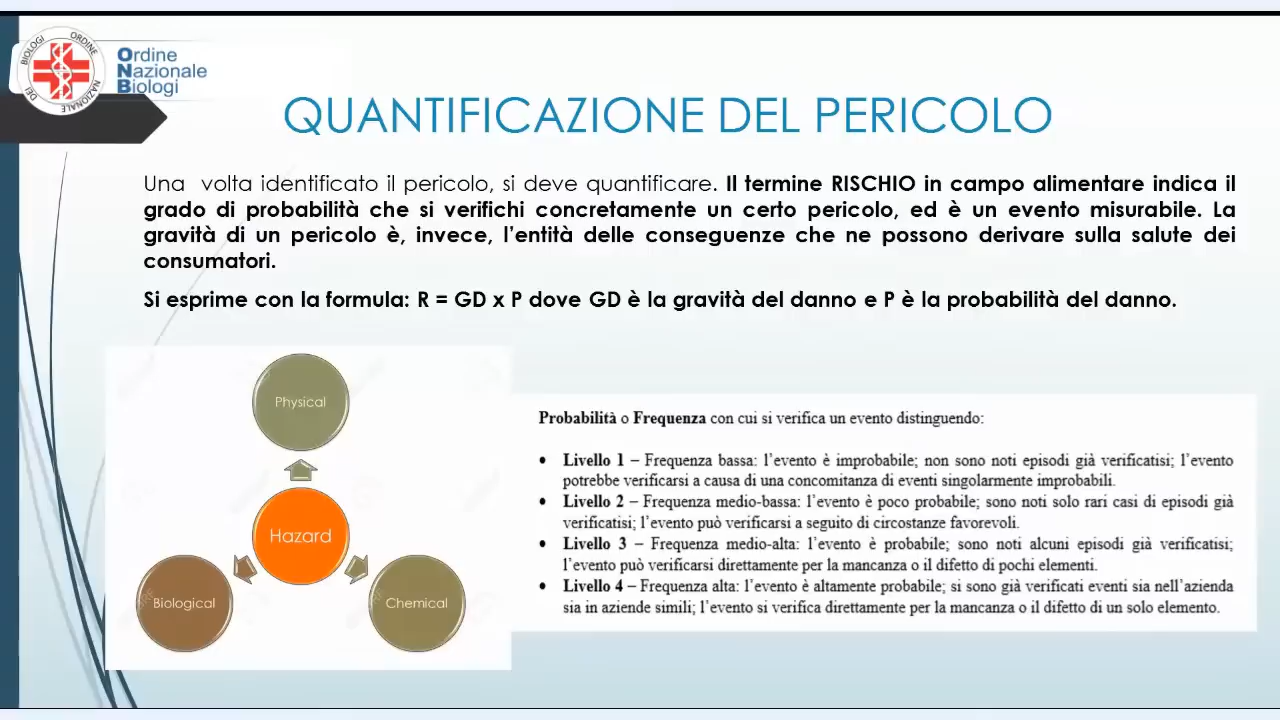 BIOLOGI ORDINE NAZIONALE DEI
Ordine
Nazionale
Biologi
QUANTIFICAZIONE DEL PERICOLO
Una volta identificato il pericolo, si deve quantificare. Il termine RISCHIO in campo alimentare indica il
grado di probabilità che si verifichi concretamente un certo pericolo, ed è un evento misurabile. La
gravità di un pericolo è, invece, l'entità delle conseguenze che ne possono derivare sulla salute dei
consumatori.
Si esprime con la formula: R = GD x P dove GD è la gravità del danno e P è la probabilità del danno.
Physical
Hazard
Biological
Chemical
Probabilità o Frequenza con cui si verifica un evento distinguendo:
• Livello 1 – Frequenza bassa: l'evento è improbabile; non sono noti episodi già verificatisi; l'evento
potrebbe verificarsi a causa di una concomitanza di eventi singolarmente improbabili.
• Livello 2 – Frequenza medio-bassa: l'evento è poco probabile; sono noti solo rari casi di episodi già
verificatisi; l'evento può verificarsi a seguito di circostanze favorevoli.
• Livello 3 – Frequenza medio-alta: l'evento è probabile; sono noti alcuni episodi già verificatisi;
l'evento può verificarsi direttamente per la mancanza o il difetto di pochi elementi.
• Livello 4 – Frequenza alta: l'evento è altamente probabile; si sono già verificati eventi sia nell'azienda
sia in aziende simili; l'evento si verifica direttamente per la mancanza o il difetto di un solo elemento.